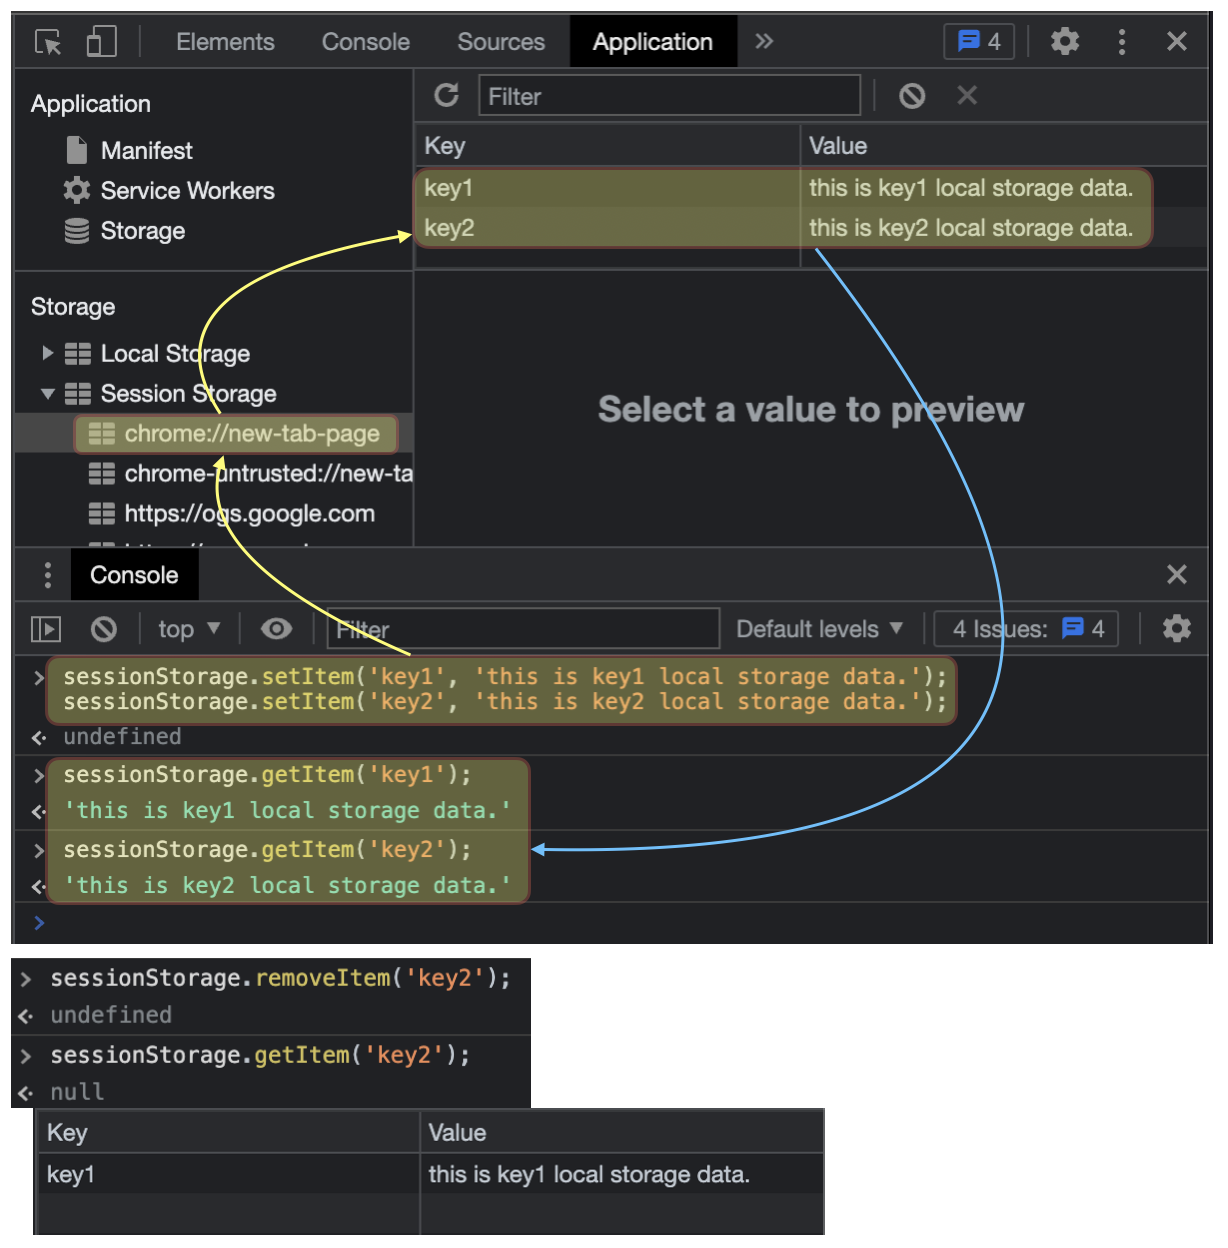 Elements Console Sources Application 4
Application
Manifest
Service Workers
Storage
Filter
Key Value
key1 this is key1 local storage data.
key2 this is key2 local storage data.
Select a value to preview
Storage
Local Storage
Session Storage
chrome://new-tab-page
chrome-untrusted://new-ta
https://ogs.google.com
Console
top Filter Default levels 4 Issues: 4
> sessionStorage.setItem('key1', 'this is key1 local storage data.');
sessionStorage.setItem('key2', 'this is key2 local storage data.');
undefined
> sessionStorage.getItem('key1');
'this is key1 local storage data.'
> sessionStorage.getItem('key2');
'this is key2 local storage data.'
>
> sessionStorage.removeItem('key2');
undefined
> sessionStorage.getItem('key2');
null
Key Value
key1 this is key1 local storage data.